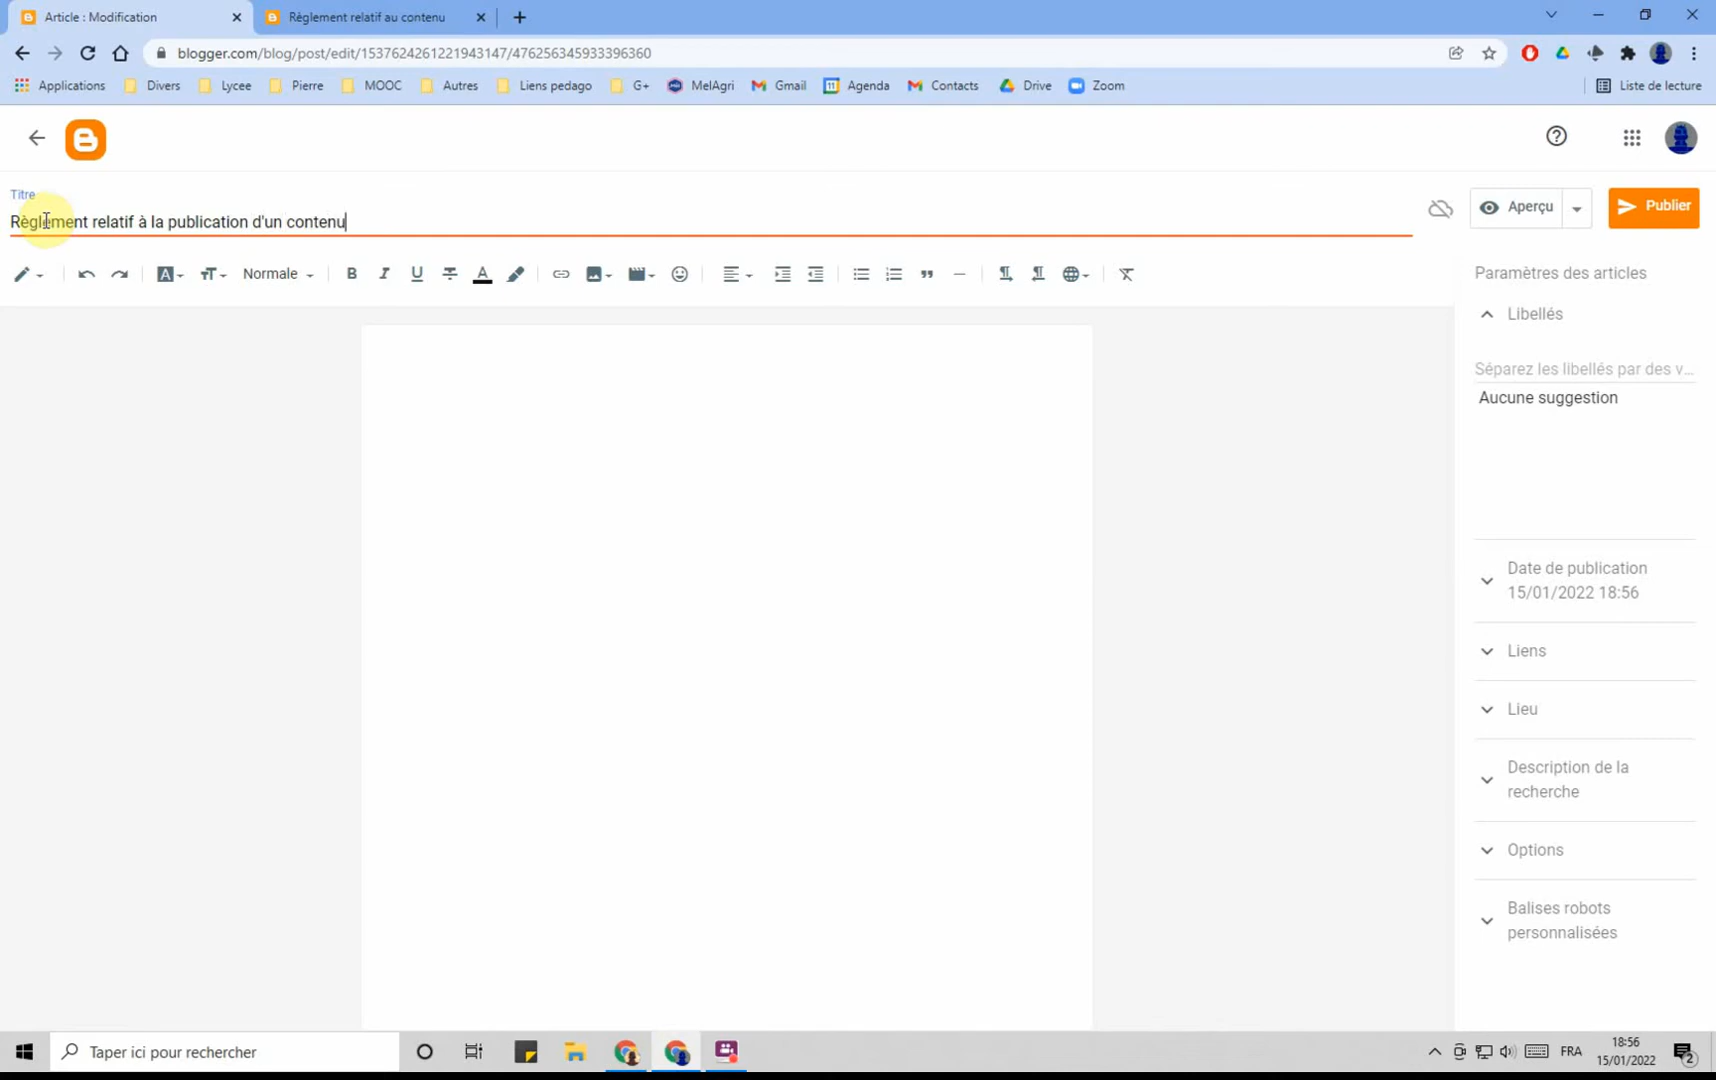 Article : Modification
Règlement relatif au contenu
blogger.com/blog/post/edit/1537624261221943147/476256345933396360
Applications Divers Lycee Pierre MOOC Autres Liens pedago G+ MelAgri Gmail Agenda Contacts Drive Zoom Liste de lecture
Titre
Règlement relatif à la publication d'un contenu
Aperçu
Publier
Normale
Paramètres des articles
Libellés
Séparez les libellés par des v...
Aucune suggestion
Date de publication
15/01/2022 18:56
Liens
Lieu
Description de la
recherche
Options
Balises robots
personnalisées
Taper ici pour rechercher
FRA
18:56
15/01/2022
2